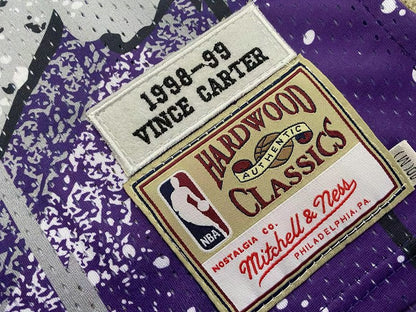 1998-99
VINCE CARTER
HARDWOOD
AUTHENTIC
CLASSICS
NBA
NOSTALGIA CO.
Mitchell & Ness
PHILADELPHIA.PA.